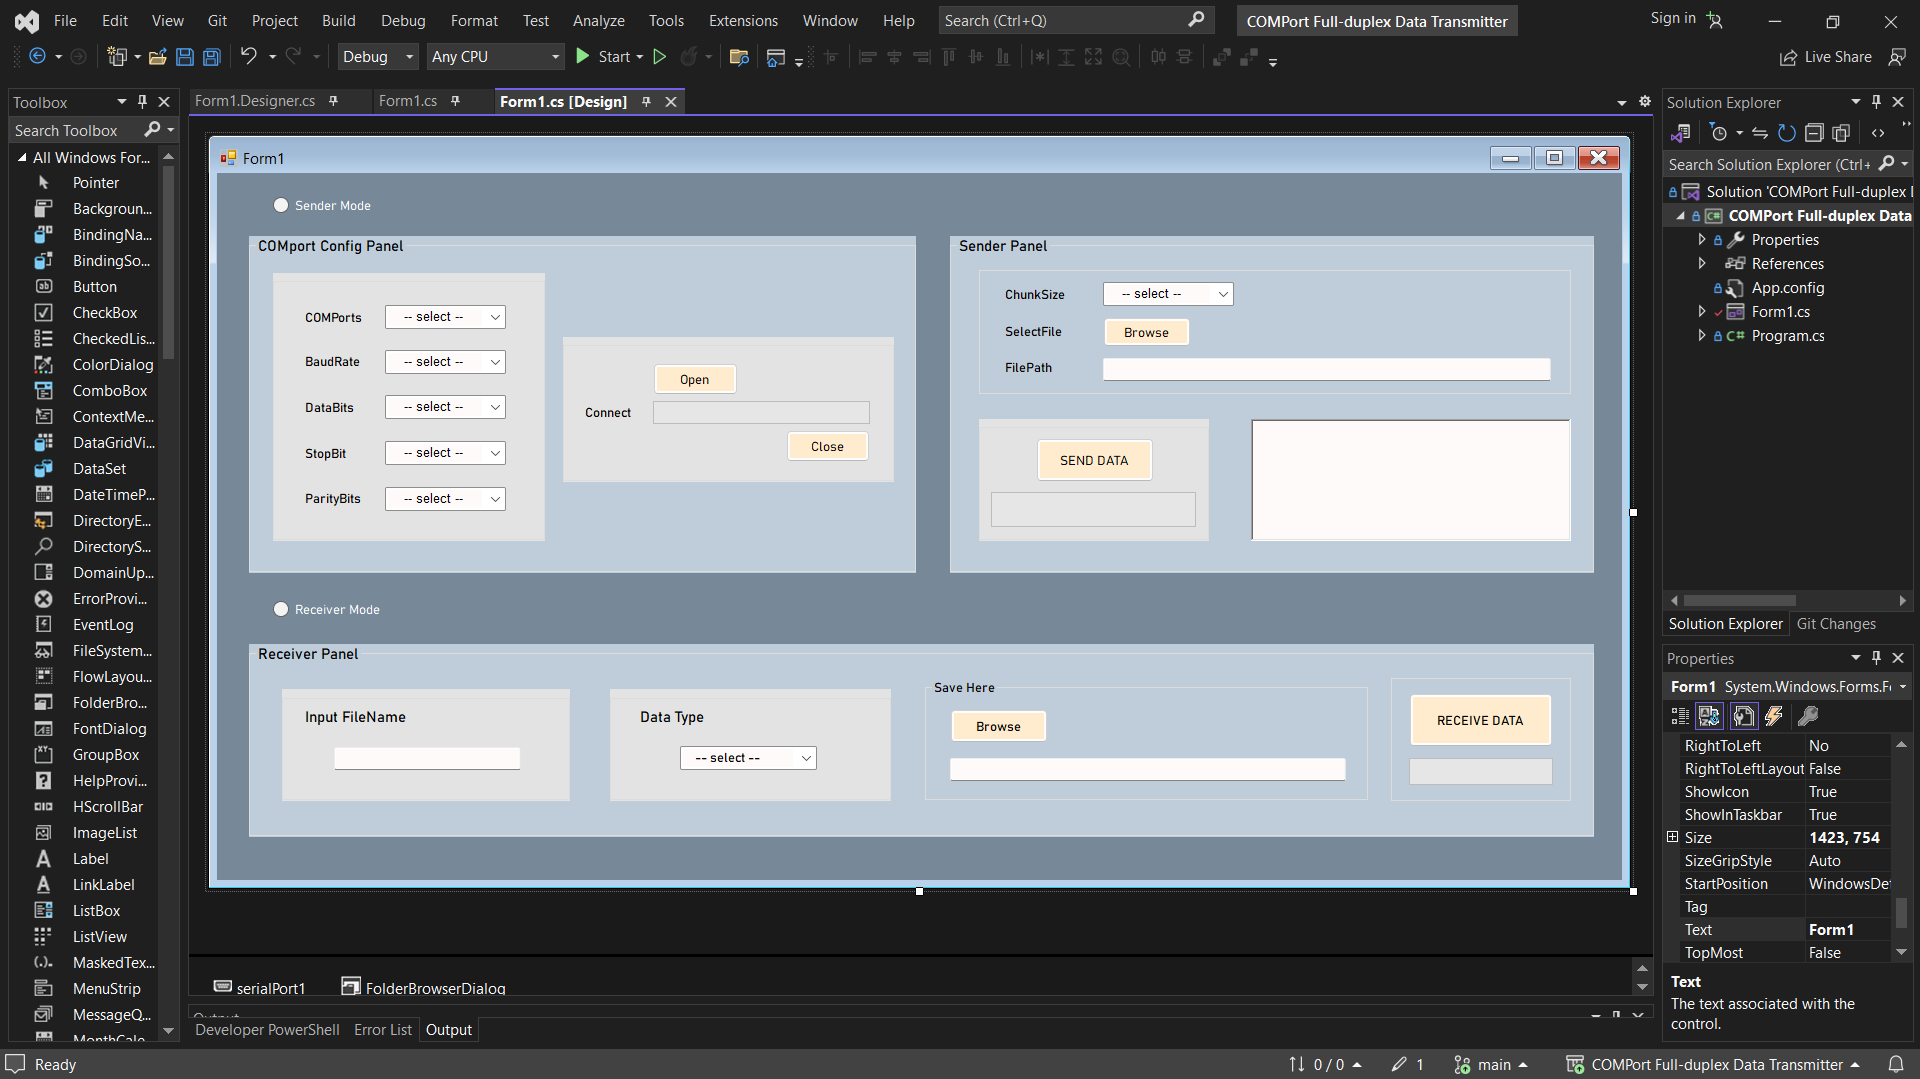 File Edit View Git Project Build Debug Format Test Analyze Tools Extensions Window Help Search (Ctrl+Q) COMPort Full-duplex Data Transmitter Sign in
Debug Any CPU Start Live Share
Toolbox
Search Toolbox
All Windows For...
Pointer
Backgroun...
BindingNa...
BindingSo...
Button
CheckBox
CheckedLis...
ColorDialog
ComboBox
ContextMe...
DataGridVi...
DataSet
DateTimeP...
DirectoryE...
DirectoryS...
DomainUp...
ErrorProvi...
EventLog
FileSystem...
FlowLayou...
FolderBro...
FontDialog
GroupBox
HelpProvi...
HScrollBar
ImageList
Label
LinkLabel
ListBox
ListView
MaskedTex...
MenuStrip
MessageQ...
MonthCale
Form1.Designer.cs Form1.cs Form1.cs [Design]
Form1
Sender Mode
COMport Config Panel
COMPorts -- select --
BaudRate -- select --
DataBits -- select --
StopBit -- select --
ParityBits -- select --
Open
Connect
Close
Sender Panel
ChunkSize -- select --
SelectFile Browse
FilePath
SEND DATA
Receiver Mode
Receiver Panel
Input FileName
Data Type
-- select --
Save Here
Browse
RECEIVE DATA
serialPort1 FolderBrowserDialog
Output
Developer PowerShell Error List Output
Solution Explorer
Search Solution Explorer (Ctrl+
Solution 'COMPort Full-duplex
COMPort Full-duplex Data
Properties
References
App.config
Form1.cs
C# Program.cs
Solution Explorer Git Changes
Properties
Form1 System.Windows.Forms.Fo
RightToLeft No
RightToLeftLayout False
ShowIcon True
ShowInTaskbar True
Size 1423, 754
SizeGripStyle Auto
StartPosition WindowsDef
Tag
Text Form1
TopMost False
Text
The text associated with the
control.
Ready 0 / 0 1 main COMPort Full-duplex Data Transmitter